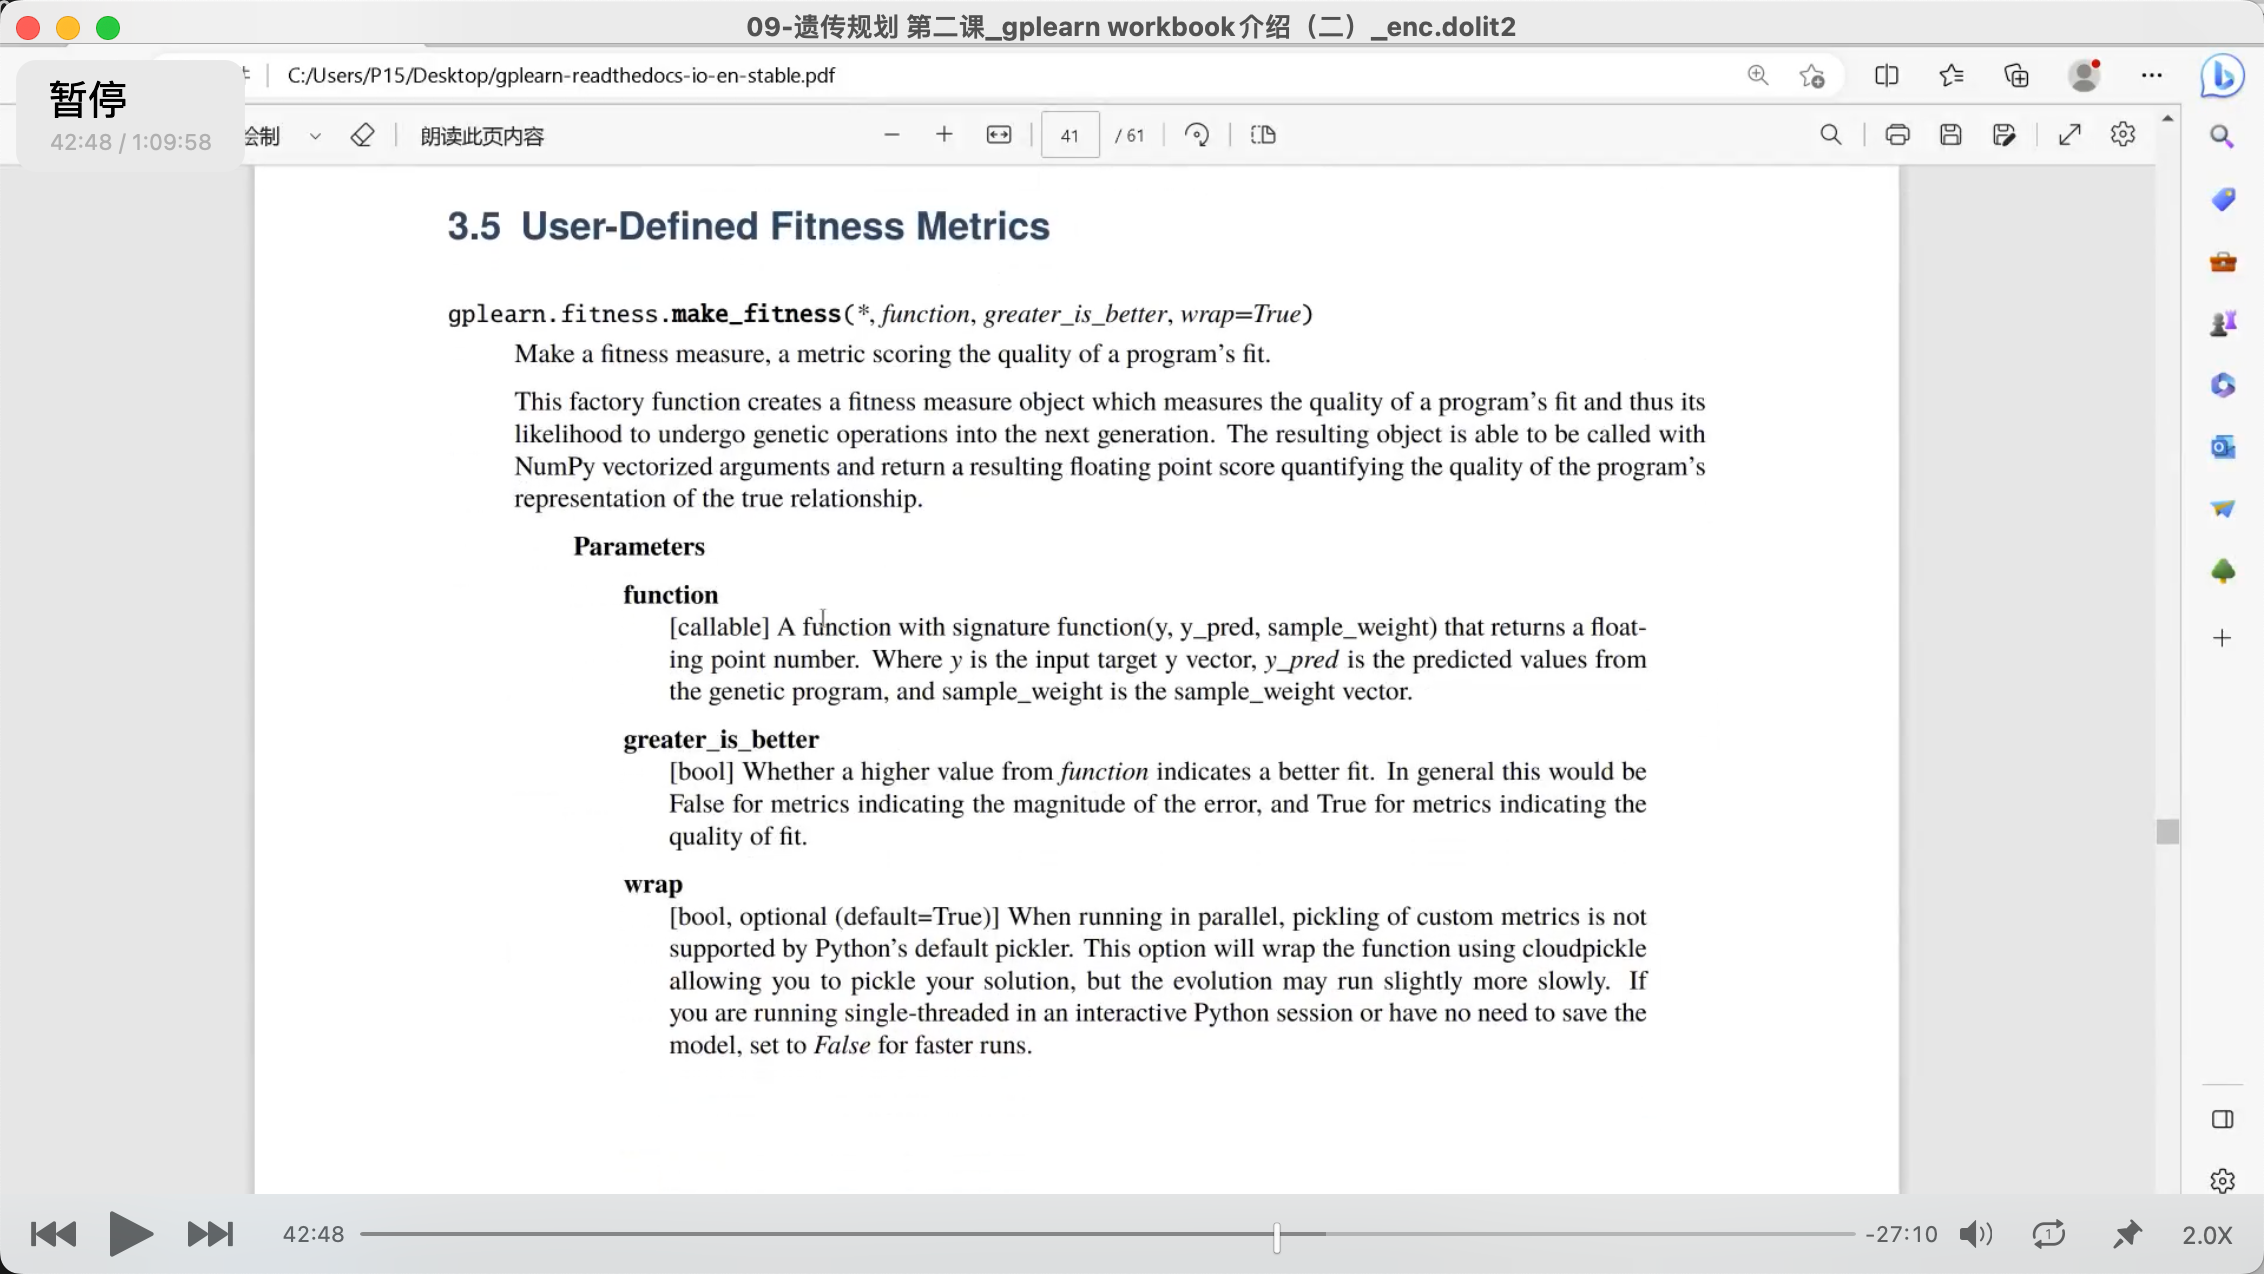 09-遗传规划 第二课_gplearn workbook介绍（二）_enc.dolit2
C:/Users/P15/Desktop/gplearn-readthedocs-io-en-stable.pdf
暂停
42:48 / 1:09:58
绘制
朗读此页内容
41
/ 61
3.5 User-Defined Fitness Metrics
gplearn.fitness.make_fitness(*, function, greater_is_better, wrap=True)
Make a fitness measure, a metric scoring the quality of a program's fit.
This factory function creates a fitness measure object which measures the quality of a program's fit and thus its
likelihood to undergo genetic operations into the next generation. The resulting object is able to be called with
NumPy vectorized arguments and return a resulting floating point score quantifying the quality of the program's
representation of the true relationship.
Parameters
function
[callable] A function with signature function(y, y_pred, sample_weight) that returns a float-
ing point number. Where y is the input target y vector, y_pred is the predicted values from
the genetic program, and sample_weight is the sample_weight vector.
greater_is_better
[bool] Whether a higher value from function indicates a better fit. In general this would be
False for metrics indicating the magnitude of the error, and True for metrics indicating the
quality of fit.
wrap
[bool, optional (default=True)] When running in parallel, pickling of custom metrics is not
supported by Python's default pickler. This option will wrap the function using cloudpickle
allowing you to pickle your solution, but the evolution may run slightly more slowly. If
you are running single-threaded in an interactive Python session or have no need to save the
model, set to False for faster runs.
42:48
-27:10
2.0X